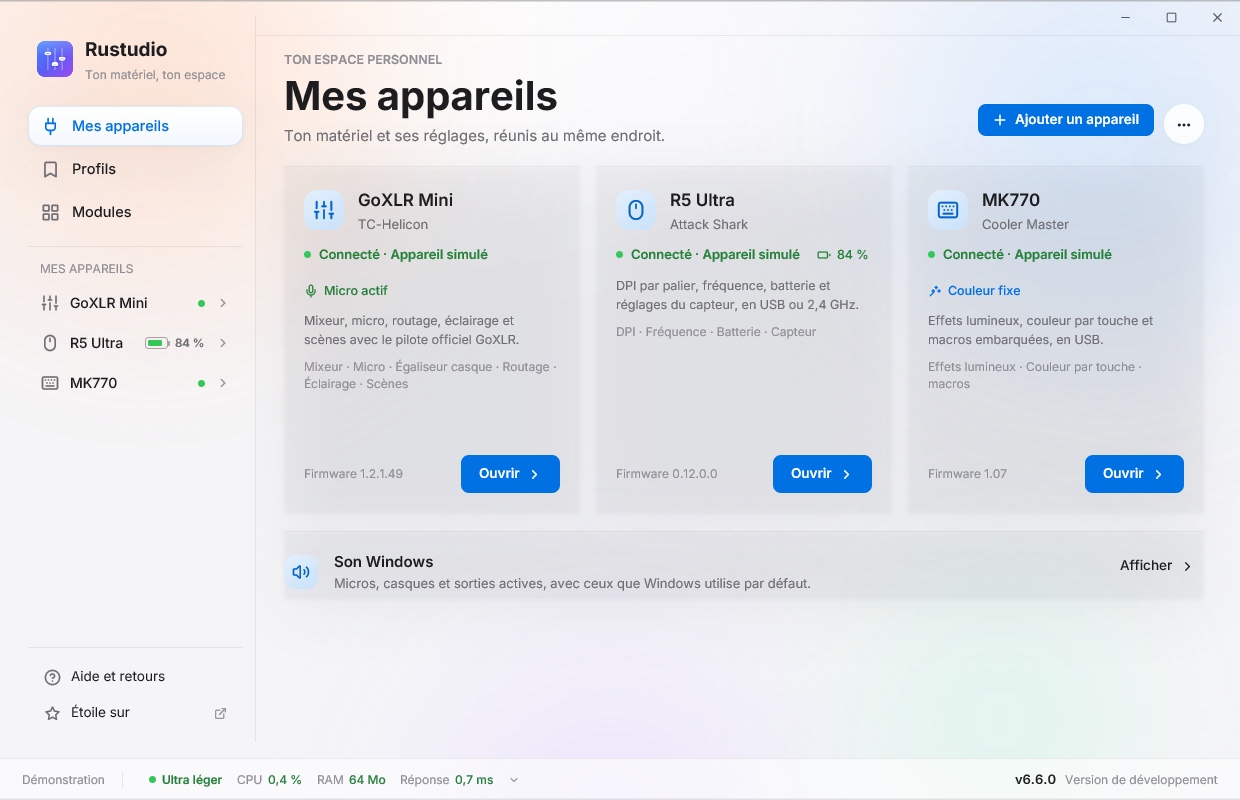 Rustudio
Ton matériel, ton espace
Mes appareils
Profils
Modules
MES APPAREILS
GoXLR Mini
R5 Ultra 84 %
MK770
Aide et retours
Étoile sur
TON ESPACE PERSONNEL
Mes appareils
Ton matériel et ses réglages, réunis au même endroit.
Ajouter un appareil
GoXLR Mini
TC-Helicon
Connecté · Appareil simulé
Micro actif
Mixeur, micro, routage, éclairage et
scènes avec le pilote officiel GoXLR.
Mixeur · Micro · Égaliseur casque · Routage ·
Éclairage · Scènes
Firmware 1.2.1.49
Ouvrir
R5 Ultra
Attack Shark
Connecté · Appareil simulé 84 %
DPI par palier, fréquence, batterie et
réglages du capteur, en USB ou 2,4 GHz.
DPI · Fréquence · Batterie · Capteur
Firmware 0.12.0.0
Ouvrir
MK770
Cooler Master
Connecté · Appareil simulé
Couleur fixe
Effets lumineux, couleur par touche et
macros embarquées, en USB.
Effets lumineux · Couleur par touche ·
macros
Firmware 1.07
Ouvrir
Son Windows
Micros, casques et sorties actives, avec ceux que Windows utilise par défaut.
Afficher
Démonstration
Ultra léger CPU 0,4 % RAM 64 Mo Réponse 0,7 ms
v6.6.0 Version de développement